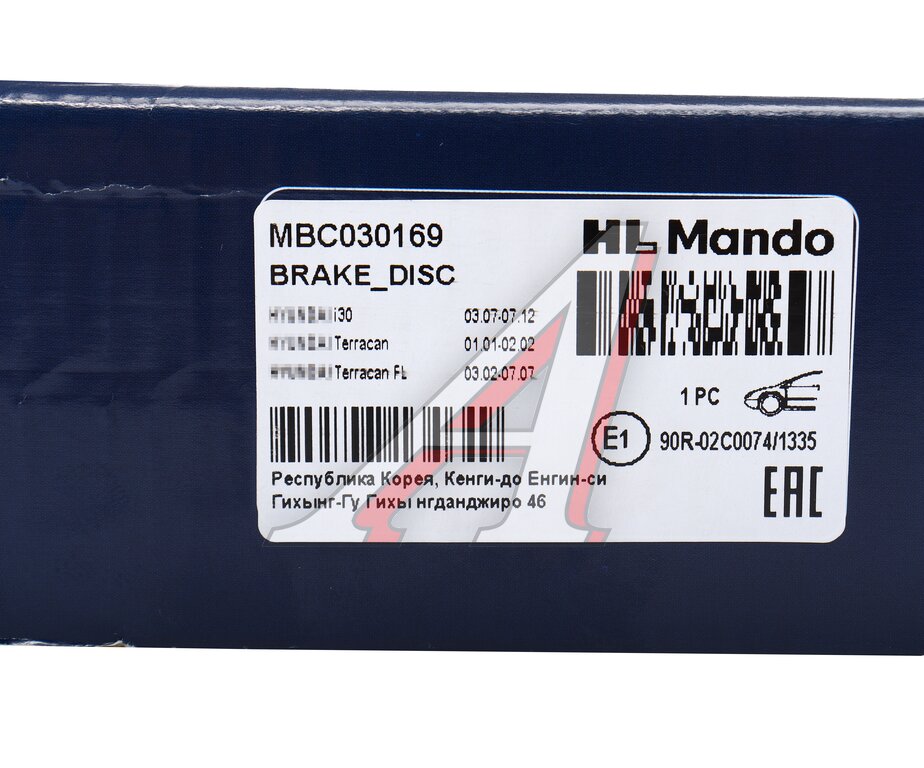 MBC030169
HL Mando
BRAKE_DISC
i30 03.07-07.12
Terracan 01.01-02.02
Terracan FL 03.02-07.07
1 PC
E1 90R-02C0074/1335
Республика Корея, Кенги-до Енгин-си
Гихынг-Гу Гихы нгданджиро 46
EAC